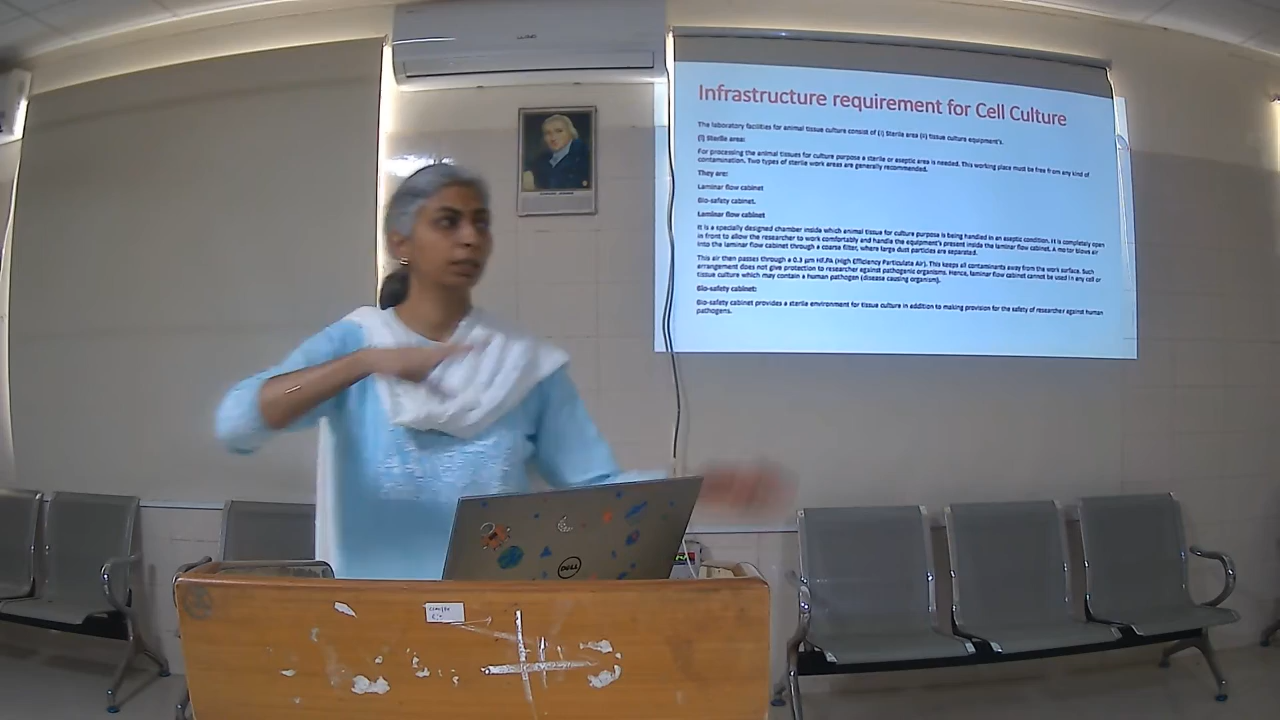 Infrastructure requirement for Cell Culture
The laboratory facilities for animal tissue culture consist of (i) Sterile area (ii) tissue culture equipment's.
(i) Sterile area:
For processing the animal tissues for culture purpose a sterile or aseptic area is needed. This working place must be free from any kind of
contamination. Two types of sterile work areas are generally recommended.
They are:
Laminar flow cabinet
Bio-safety cabinet.
Laminar flow cabinet
It is a specially designed chamber inside which animal tissue for culture purpose is being handled in an aseptic condition. It is completely open
in front to allow the researcher to work comfortably and handle the equipment's present inside the laminar flow cabinet. A motor blows air
into the laminar flow cabinet through a coarse filter, where large dust particles are separated.
This air then passes through a 0.3 µm HEPA (High Efficiency Particulate Air). This keeps all contaminants away from the work surface. Such
arrangement does not give protection to researcher against pathogenic organisms. Hence, laminar flow cabinet cannot be used in any cell or
tissue culture which may contain a human pathogen (disease causing organism).
Bio-safety cabinet:
Bio-safety cabinet provides a sterile environment for tissue culture in addition to making provision for the safety of researcher against human
pathogens.
DELL